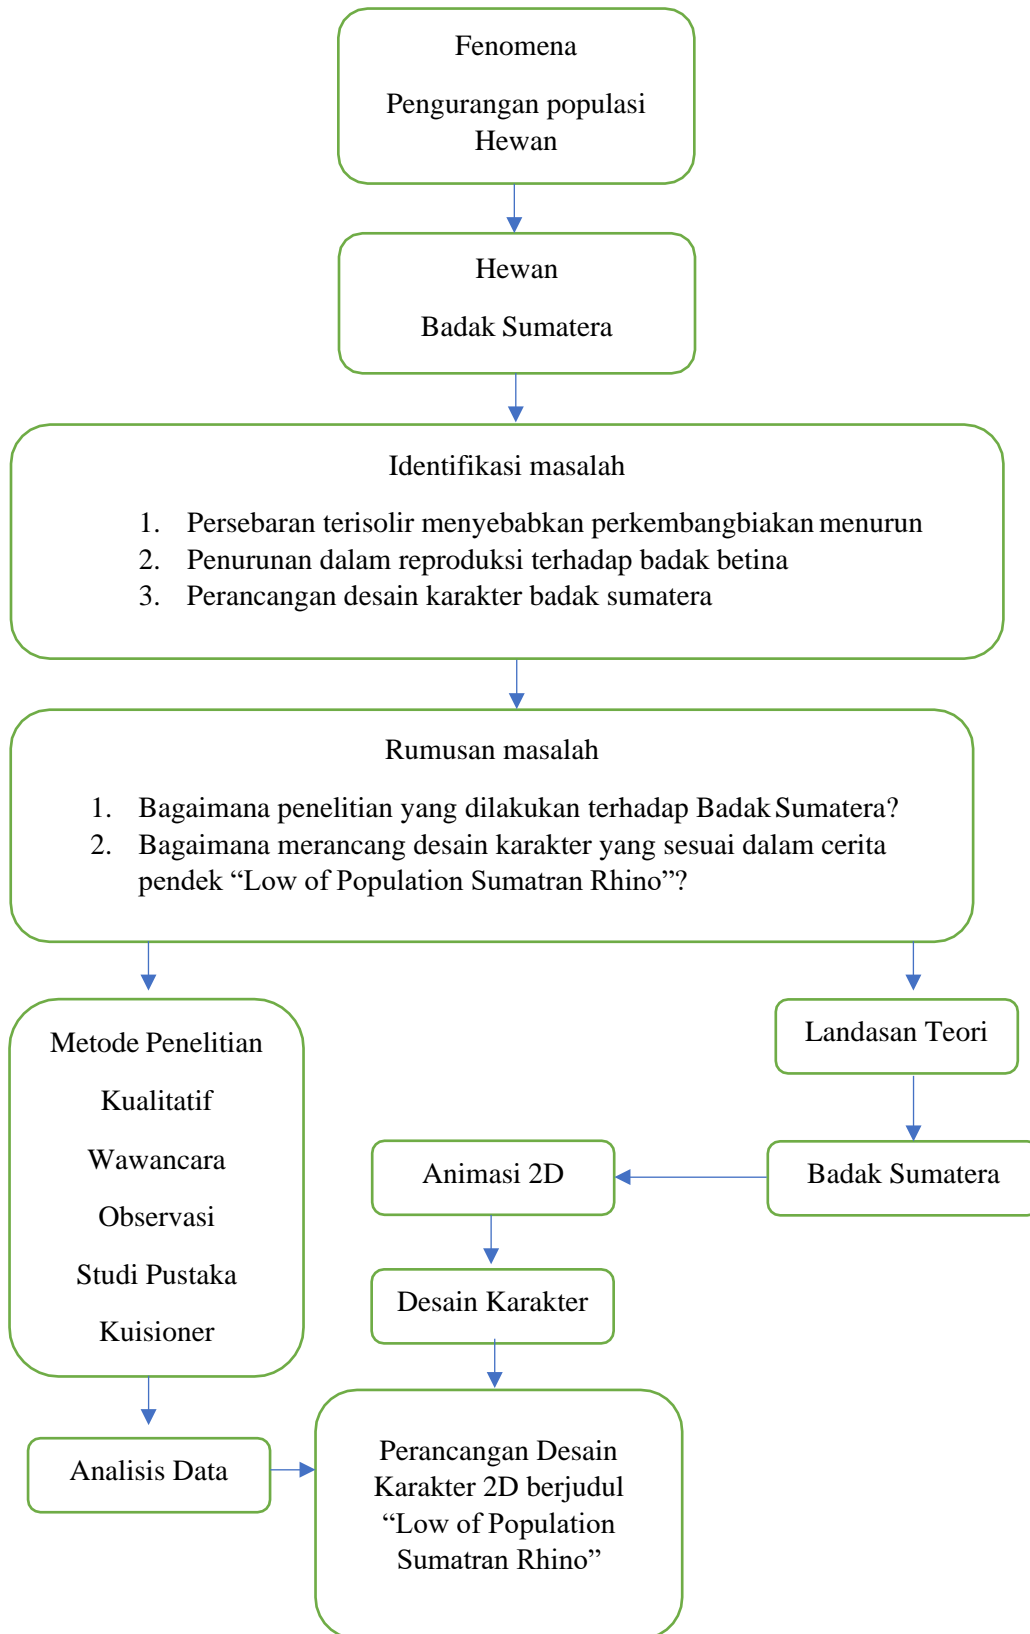 Fenomena
Pengurangan populasi
Hewan
Hewan
Badak Sumatera
Identifikasi masalah
1. Persebaran terisolir menyebabkan perkembangbiakan menurun
2. Penurunan dalam reproduksi terhadap badak betina
3. Perancangan desain karakter badak sumatera
Rumusan masalah
1. Bagaimana penelitian yang dilakukan terhadap Badak Sumatera?
2. Bagaimana merancang desain karakter yang sesuai dalam cerita
pendek “Low of Population Sumatran Rhino”?
Metode Penelitian
Kualitatif
Wawancara
Observasi
Studi Pustaka
Kuisioner
Landasan Teori
Badak Sumatera
Animasi 2D
Desain Karakter
Analisis Data
Perancangan Desain
Karakter 2D berjudul
“Low of Population
Sumatran Rhino”